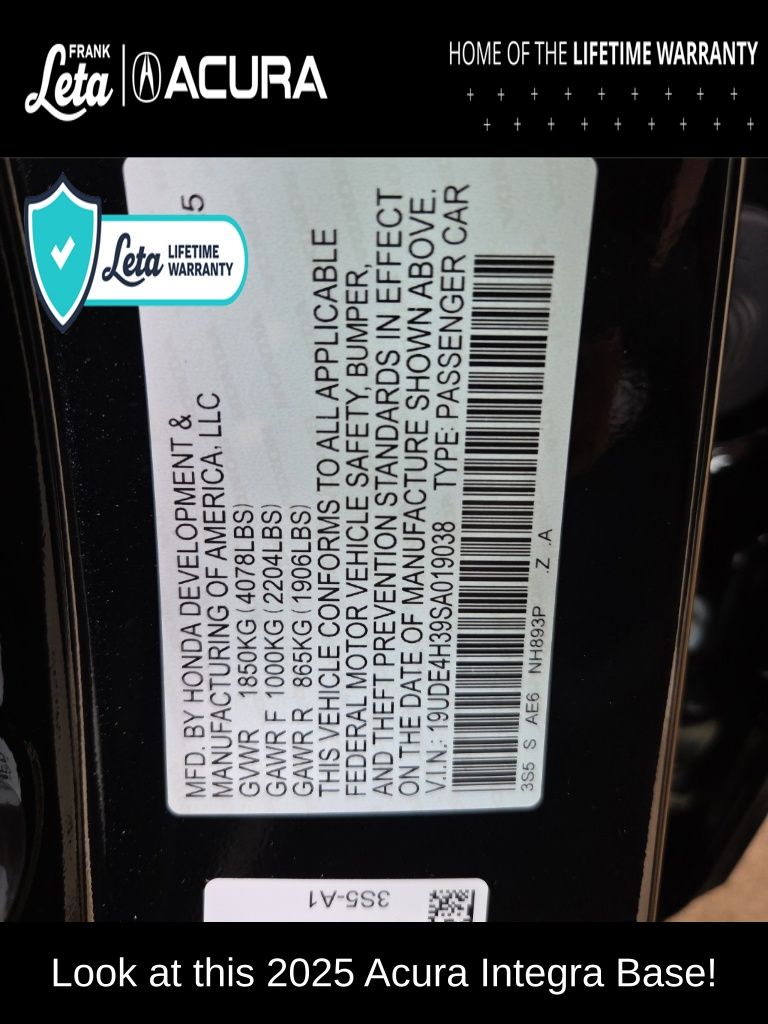 FRANK
Leta
ACURA
HOME OF THE LIFETIME WARRANTY
Leta
LIFETIME
WARRANTY
5
MFD. BY HONDA DEVELOPMENT &
MANUFACTURING OF AMERICA, LLC
GVWR 1850KG ( 4078LBS)
GAWR F 1000KG ( 2204LBS)
GAWR R 865KG ( 1906LBS)
THIS VEHICLE CONFORMS TO ALL APPLICABLE
FEDERAL MOTOR VEHICLE SAFETY, BUMPER,
AND THEFT PREVENTION STANDARDS IN EFFECT
ON THE DATE OF MANUFACTURE SHOWN ABOVE.
V.I.N.: 19UDE4H39SA019038 TYPE: PASSENGER CAR
3S5 S AE6 NH893P .Z .A
3S5-A1
Look at this 2025 Acura Integra Base!